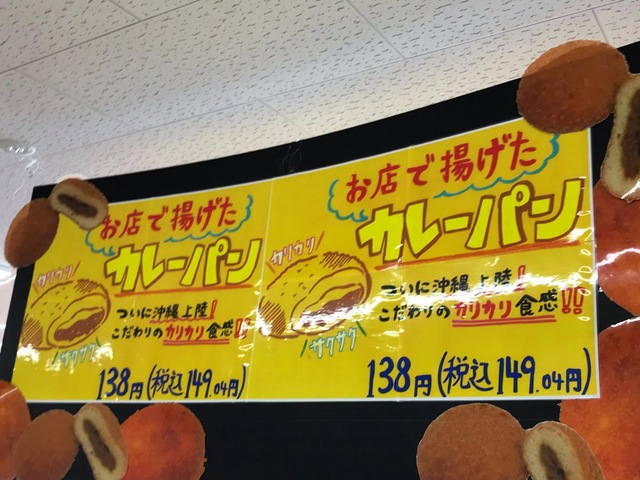 お店で揚げた
カレーパン
カリカリ
ついに沖縄上陸!
こだわりのカリカリ食感!!
サクサク
138円(税込149.04円)
お店で揚げた
カレーパン
カリカリ
ついに沖縄上陸!
こだわりのカリカリ食感!!
サクサク
138円(税込149.04円)